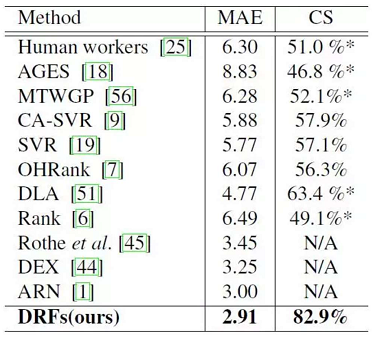 Method MAE CS
Human workers [25] 6.30 51.0 %*
AGES [18] 8.83 46.8 %*
MTWGP [56] 6.28 52.1%*
CA-SVR [9] 5.88 57.9%
SVR [19] 5.77 57.1%
OHRank [7] 6.07 56.3%
DLA [51] 4.77 63.4 %*
Rank [6] 6.49 49.1%*
Rothe et al. [45] 3.45 N/A
DEX [44] 3.25 N/A
ARN [1] 3.00 N/A
DRFs(ours) 2.91 82.9%